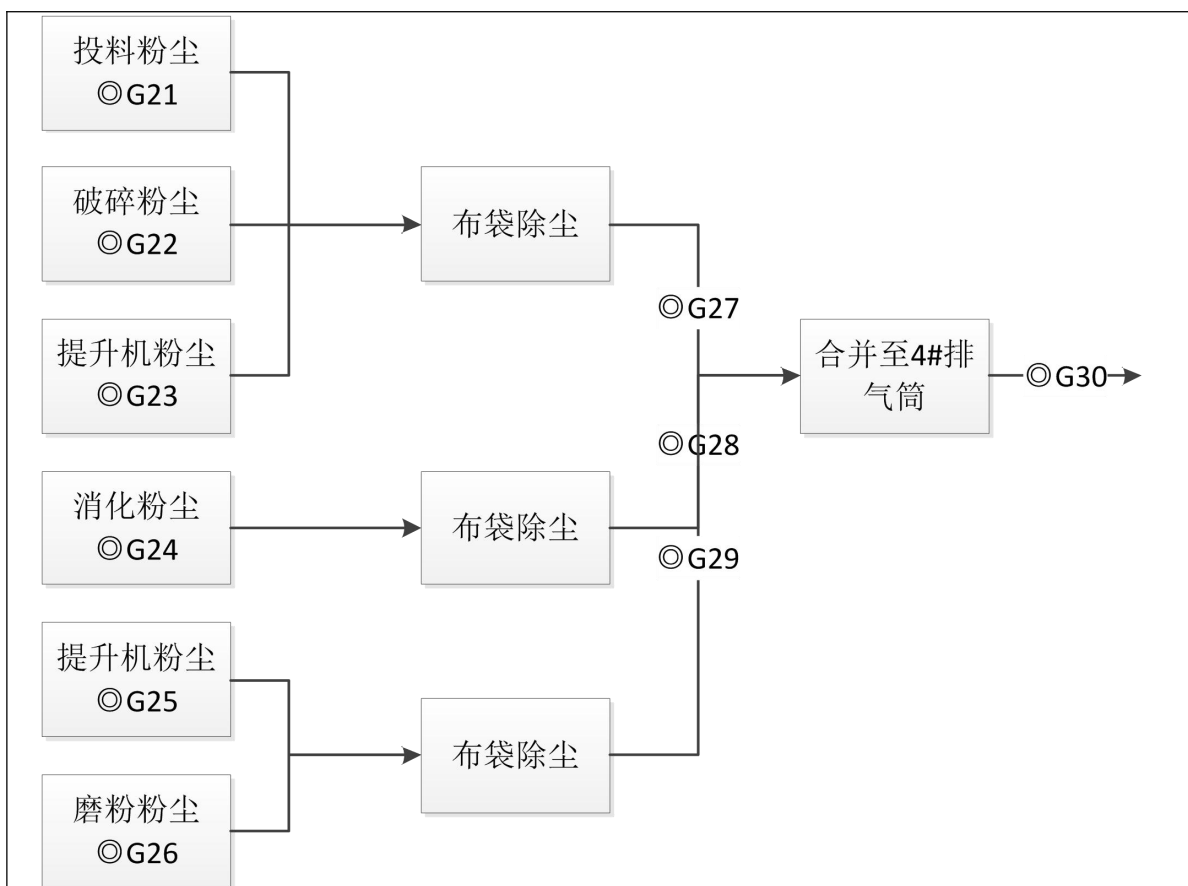 投料粉尘
◎G21
破碎粉尘
◎G22
提升机粉尘
◎G23
消化粉尘
◎G24
提升机粉尘
◎G25
磨粉粉尘
◎G26
布袋除尘
布袋除尘
布袋除尘
◎G27
◎G28
◎G29
合并至4#排
气筒
◎G30